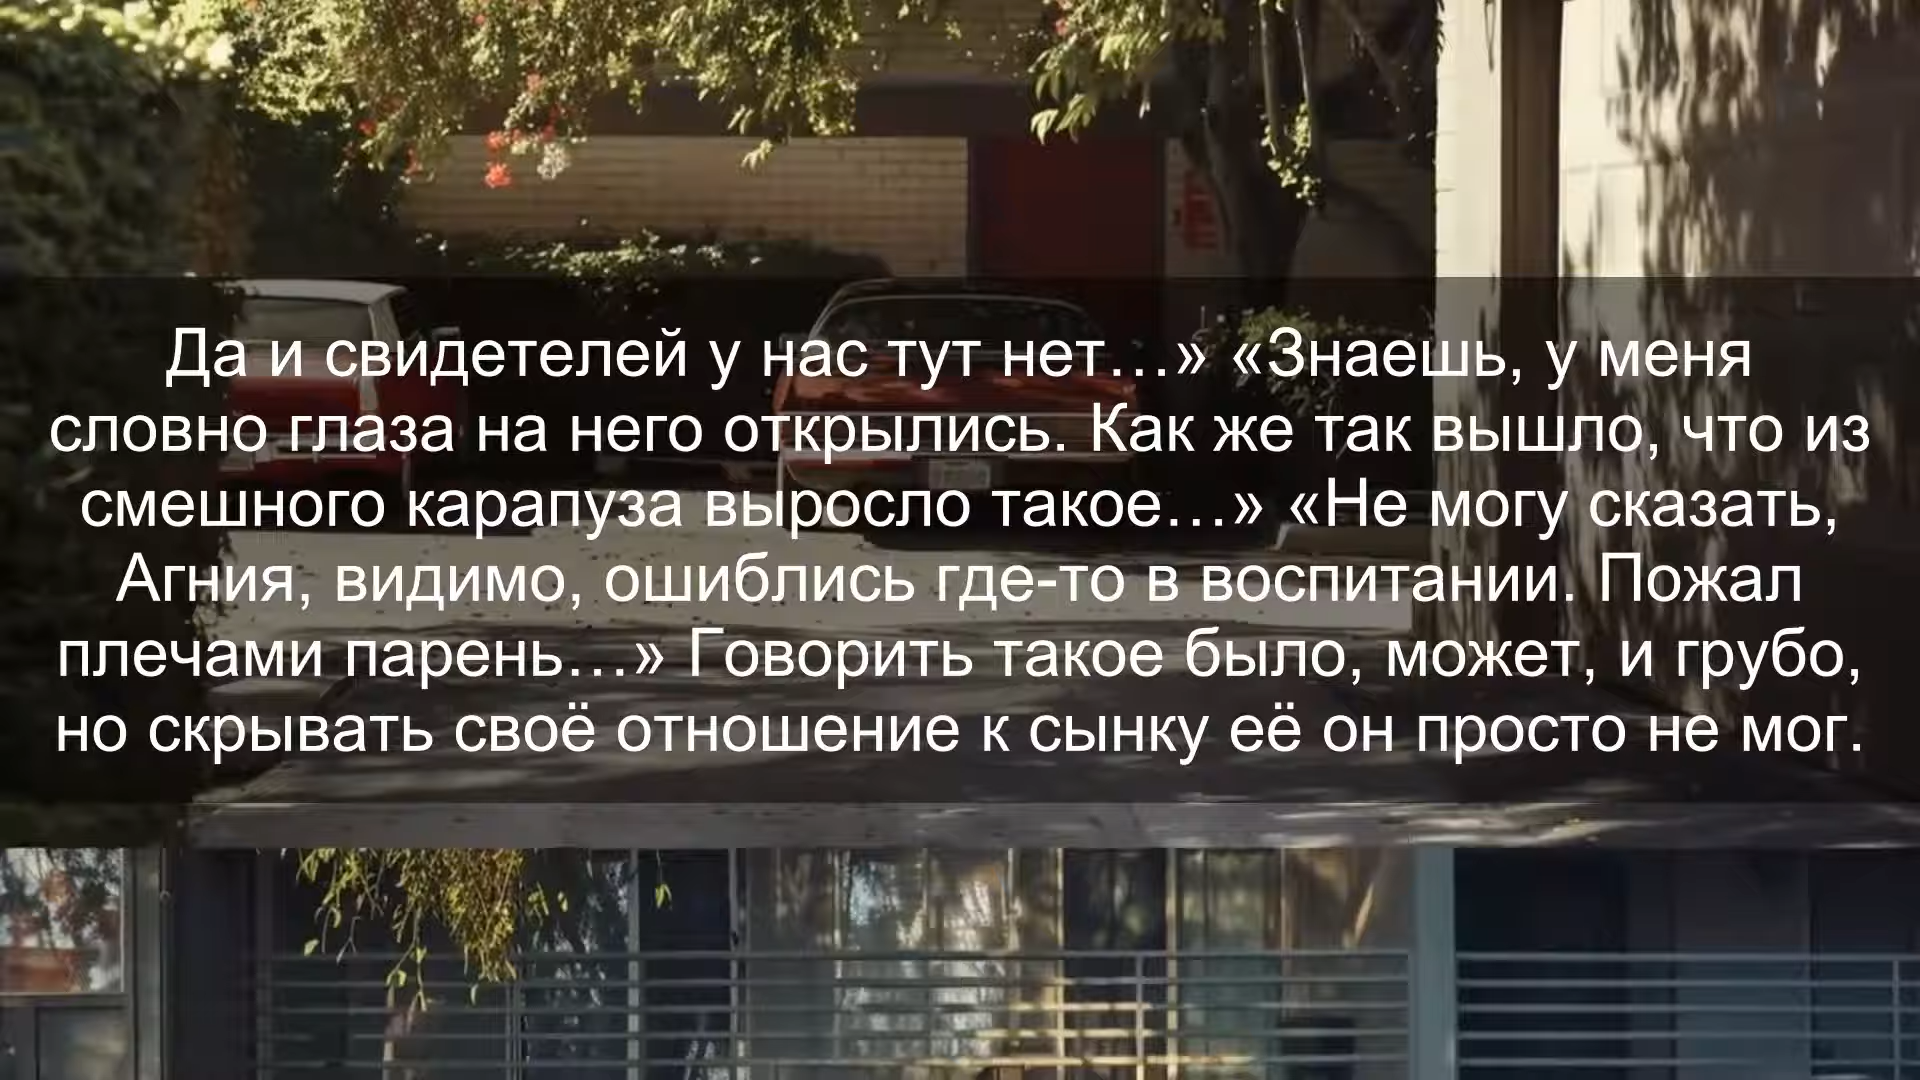 Да и свидетелей у нас тут нет…» «Знаешь, у меня
словно глаза на него открылись. Как же так вышло, что из
смешного карапуза выросло такое…» «Не могу сказать,
Агния, видимо, ошиблись где-то в воспитании. Пожал
плечами парень…» Говорить такое было, может, и грубо,
но скрывать своё отношение к сынку её он просто не мог.